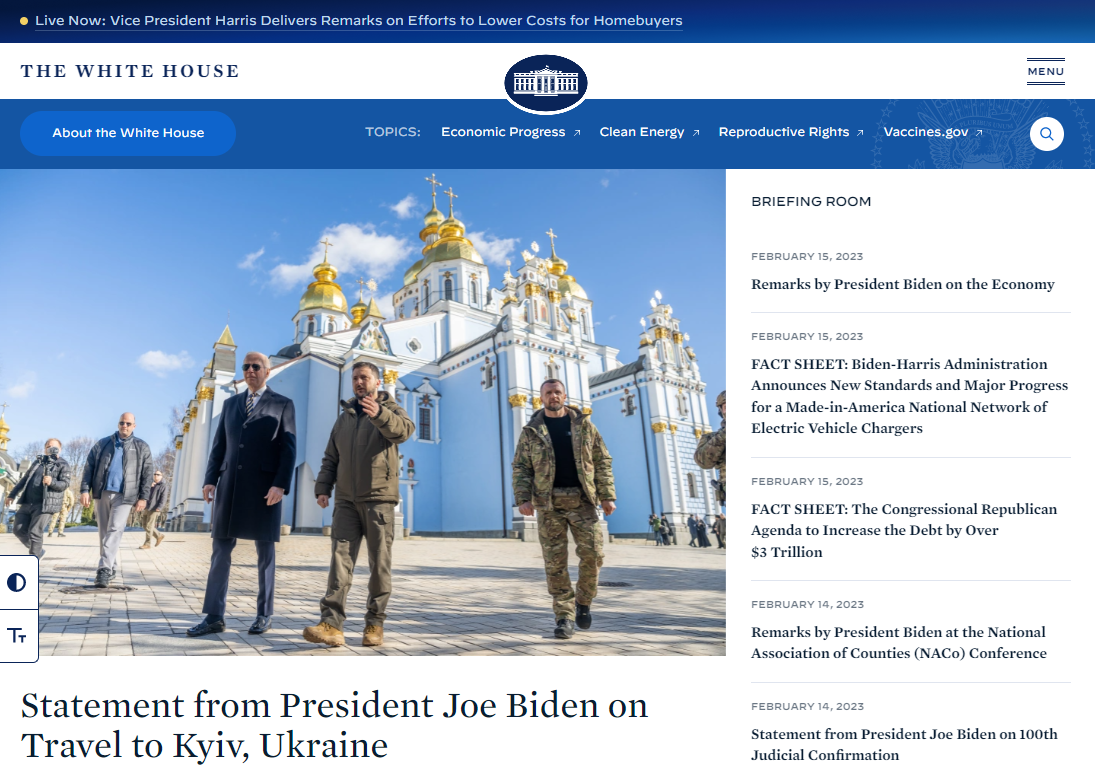 Live Now: Vice President Harris Delivers Remarks on Efforts to Lower Costs for Homebuyers
THE WHITE HOUSE
MENU
About the White House
TOPICS:
Economic Progress
Clean Energy
Reproductive Rights
Vaccines.gov
BRIEFING ROOM
FEBRUARY 15, 2023
Remarks by President Biden on the Economy
FEBRUARY 15, 2023
FACT SHEET: Biden-Harris Administration
Announces New Standards and Major Progress
for a Made-in-America National Network of
Electric Vehicle Chargers
FEBRUARY 15, 2023
FACT SHEET: The Congressional Republican
Agenda to Increase the Debt by Over
$3 Trillion
FEBRUARY 14, 2023
Remarks by President Biden at the National
Association of Counties (NACo) Conference
FEBRUARY 14, 2023
Statement from President Joe Biden on 100th
Judicial Confirmation
Tт
Statement from President Joe Biden on
Travel to Kyiv, Ukraine